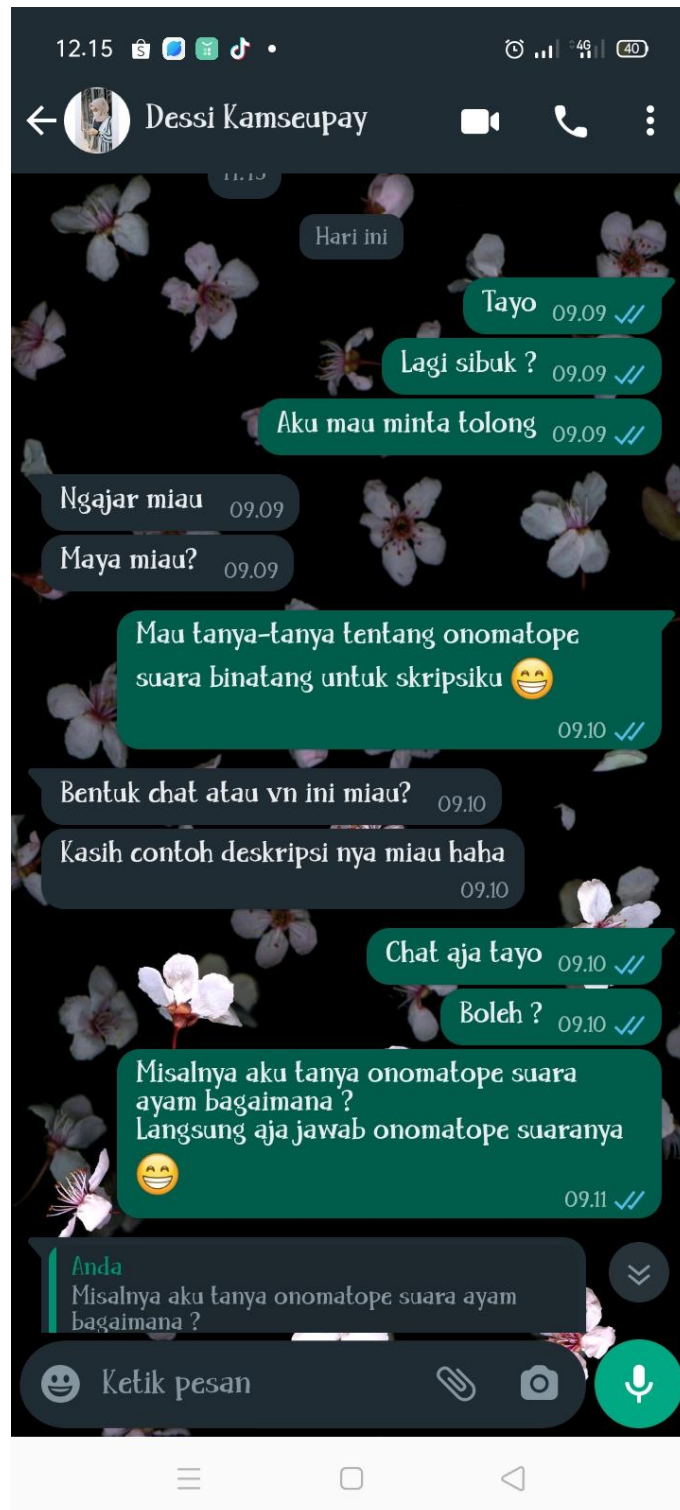 12.15
4G
40
Dessi Kamseupay
11.15
Hari ini
Tayo 09.09
Lagi sibuk ? 09.09
Aku mau minta tolong 09.09
Ngajar miau 09.09
Maya miau? 09.09
Mau tanya-tanya tentang onomatope
suara binatang untuk skripsiku
09.10
Bentuk chat atau vn ini miau? 09.10
Kasih contoh deskripsi nya miau haha
09.10
Chat aja tayo 09.10
Boleh ? 09.10
Misalnya aku tanya onomatope suara
ayam bagaimana ?
Langsung aja jawab onomatope suaranya
09.11
Anda
Misalnya aku tanya onomatope suara ayam
bagaimana ?
Ketik pesan